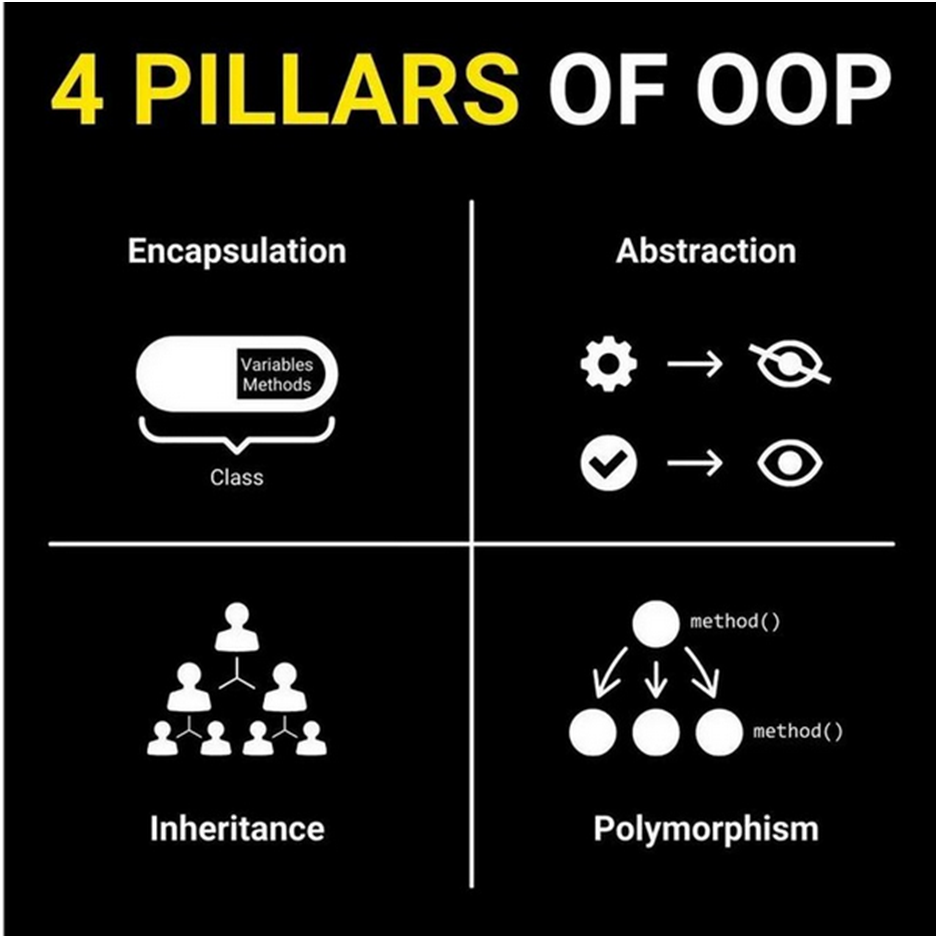 4 PILLARS OF OOP
Encapsulation
Variables
Methods
Class
Abstraction
Inheritance
method()
method()
Polymorphism